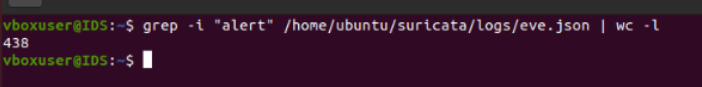 vboxuser@IDS:~$ grep -i "alert" /home/ubuntu/suricata/logs/eve.json | wc -l
438
vboxuser@IDS:~$